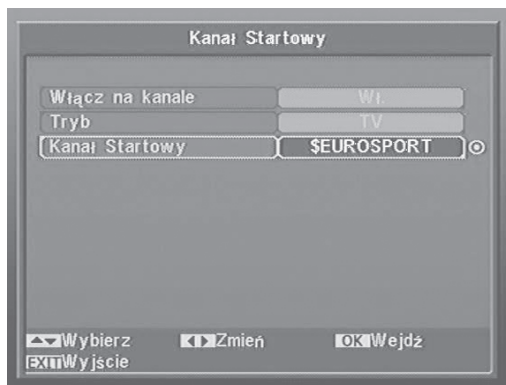 Kanał Startowy
Włącz na kanale Wł.
Tryb TV
Kanał Startowy $EUROSPORT
Wybierz Zmień OK Wejdź
EXIT Wyjście